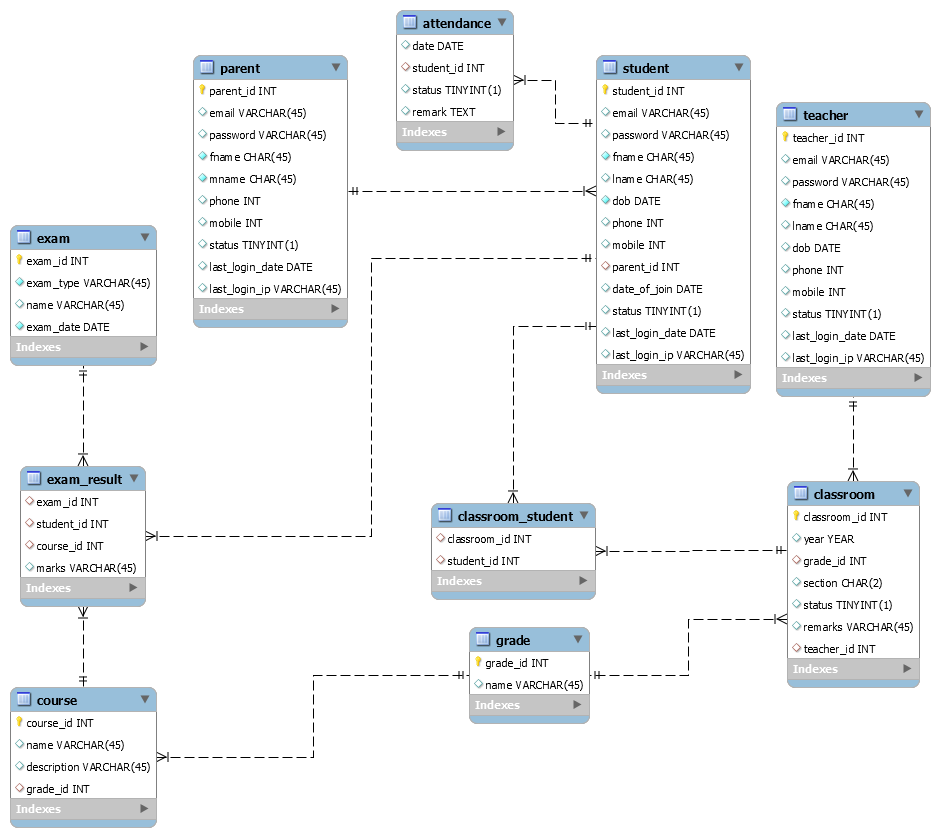 attendance
date DATE
student_id INT
status TINYINT(1)
remark TEXT
Indexes
parent
parent_id INT
email VARCHAR(45)
password VARCHAR(45)
fname CHAR(45)
mname CHAR(45)
phone INT
mobile INT
status TINYINT(1)
last_login_date DATE
last_login_ip VARCHAR(45)
Indexes
student
student_id INT
email VARCHAR(45)
password VARCHAR(45)
fname CHAR(45)
lname CHAR(45)
dob DATE
phone INT
mobile INT
parent_id INT
date_of_join DATE
status TINYINT(1)
last_login_date DATE
last_login_ip VARCHAR(45)
Indexes
teacher
teacher_id INT
email VARCHAR(45)
password VARCHAR(45)
fname CHAR(45)
lname CHAR(45)
dob DATE
phone INT
mobile INT
status TINYINT(1)
last_login_date DATE
last_login_ip VARCHAR(45)
Indexes
exam
exam_id INT
exam_type VARCHAR(45)
name VARCHAR(45)
exam_date DATE
Indexes
exam_result
exam_id INT
student_id INT
course_id INT
marks VARCHAR(45)
Indexes
classroom_student
classroom_id INT
student_id INT
Indexes
classroom
classroom_id INT
year YEAR
grade_id INT
section CHAR(2)
status TINYINT(1)
remarks VARCHAR(45)
teacher_id INT
Indexes
grade
grade_id INT
name VARCHAR(45)
Indexes
course
course_id INT
name VARCHAR(45)
description VARCHAR(45)
grade_id INT
Indexes